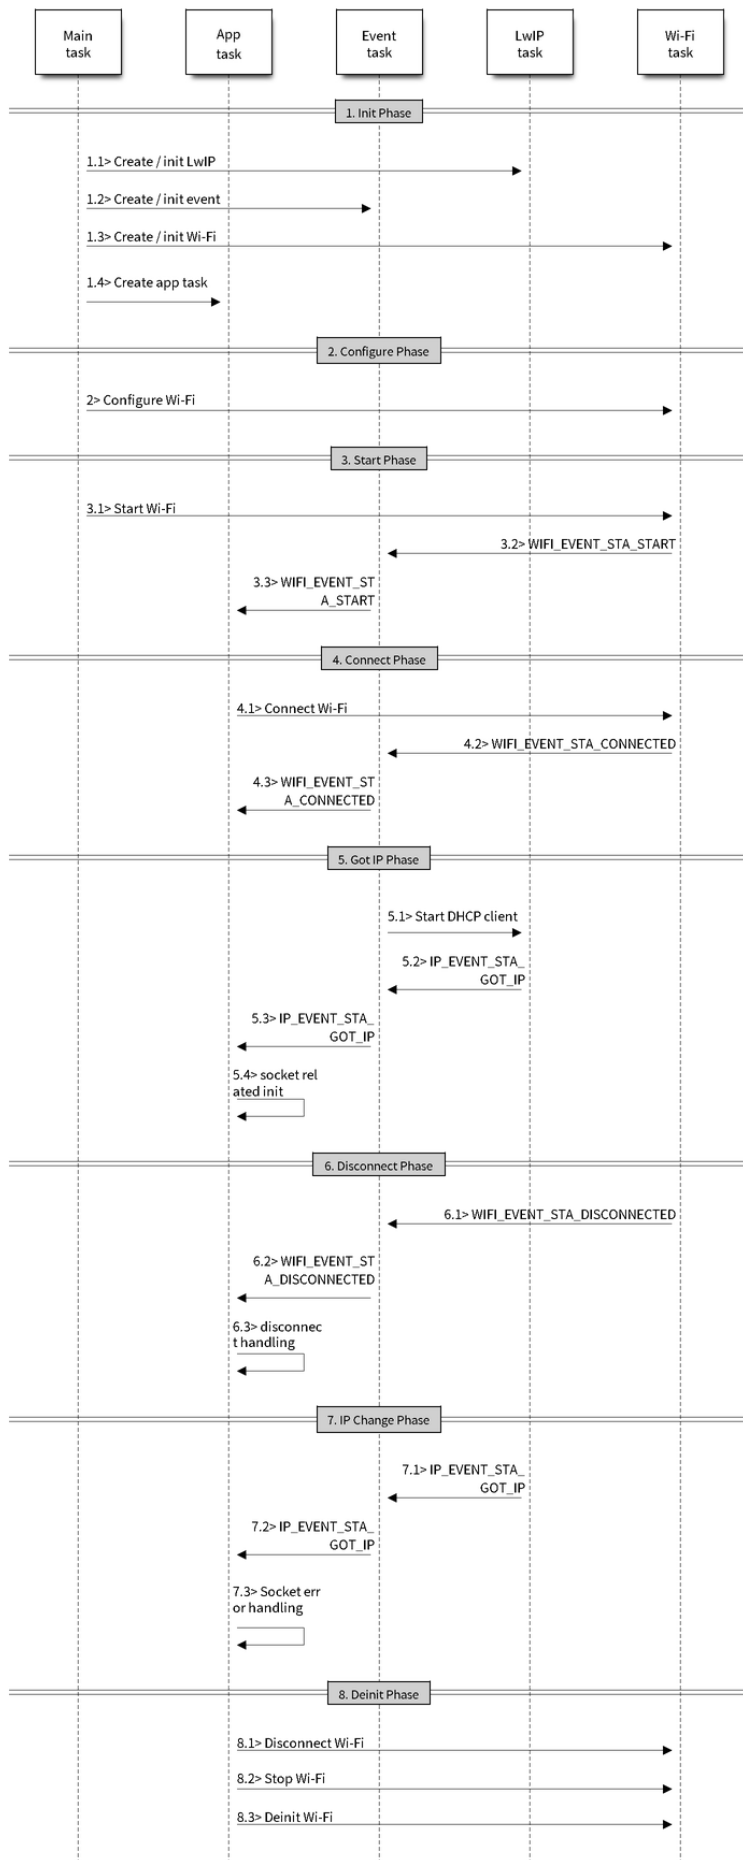 Main
task
App
task
Event
task
LwIP
task
Wi-Fi
task
1. Init Phase
1.1> Create / init LwIP
1.2> Create / init event
1.3> Create / init Wi-Fi
1.4> Create app task
2. Configure Phase
2> Configure Wi-Fi
3. Start Phase
3.1> Start Wi-Fi
3.2> WIFI_EVENT_STA_START
3.3> WIFI_EVENT_ST
A_START
4. Connect Phase
4.1> Connect Wi-Fi
4.2> WIFI_EVENT_STA_CONNECTED
4.3> WIFI_EVENT_ST
A_CONNECTED
5. Got IP Phase
5.1> Start DHCP client
5.2> IP_EVENT_STA_
GOT_IP
5.3> IP_EVENT_STA_
GOT_IP
5.4> socket rel
ated init
6. Disconnect Phase
6.1> WIFI_EVENT_STA_DISCONNECTED
6.2> WIFI_EVENT_ST
A_DISCONNECTED
6.3> disconnec
t handling
7. IP Change Phase
7.1> IP_EVENT_STA_
GOT_IP
7.2> IP_EVENT_STA_
GOT_IP
7.3> Socket err
or handling
8. Deinit Phase
8.1> Disconnect Wi-Fi
8.2> Stop Wi-Fi
8.3> Deinit Wi-Fi